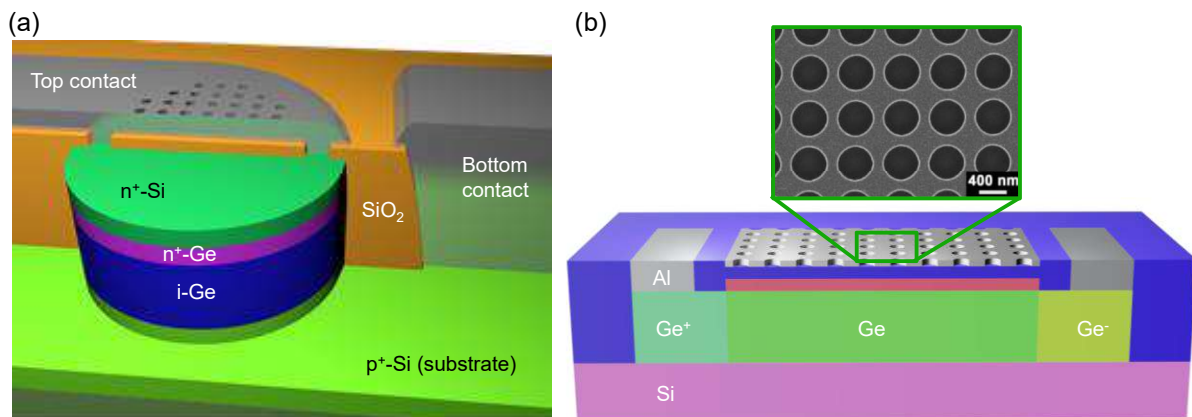 (a)
Top contact
n⁺-Si
n⁺-Ge
i-Ge
SiO₂
Bottom
contact
p⁺-Si (substrate)
(b)
400 nm
Al
Ge⁺
Ge
Ge⁻
Si